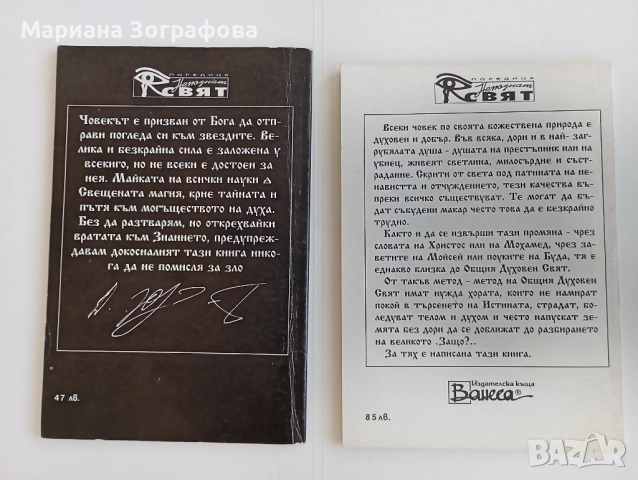 Мариана Зографова
ПОРЕДИЦА
Непознат
СВЯТ
Човекът е призван от Бога да отп-
рави погледа си към звездите. Ве-
лика и безкрайна сила е заложена у
всекиго, но не всеки е достоен за
нея. Майката на всички науки -
Свещената магия, крие тайната и
пътя към могъществото на духа.
Без да разтварям, но открехвайки
вратата към Знанието, предупреж-
давам докосналият тази книга нико-
га да не помисля за зло
47 лв.
ПОРЕДИЦА
Непознат
СВЯТ
Всеки човек по своята божествена природа е
духовен и добър. Във всяка, дори и в най- заг-
рубялата душа - душата на престъпник или на
убиец, живеят светлина, милосърдие и със-
традание. Скрити от света под патината на не-
навистта и отчуждението, тези качества въ-
преки всичко съществуват. Те могат да бъ-
дат събудени макар често това да е безкрайно
трудно.
Както и да се извърши тази промяна - чрез
словата на Христос или на Мохамед, чрез за-
ветите на Мойсей или поуките на Буда, тя е
еднакво близка до Общия Духовен Свят.
От такъв метод - метод на Общия Духовен
Свят имат нужда хората, които не намират
покой в търсенето на Истината, страдат, бо-
ледуват телом и духом и често напускат зе-
мята без дори да се доближат до разбирането
на великото „Защо?..
За тях е написана тази книга.
Издателска къща
Ванеса®
85 лв.
BAZAR